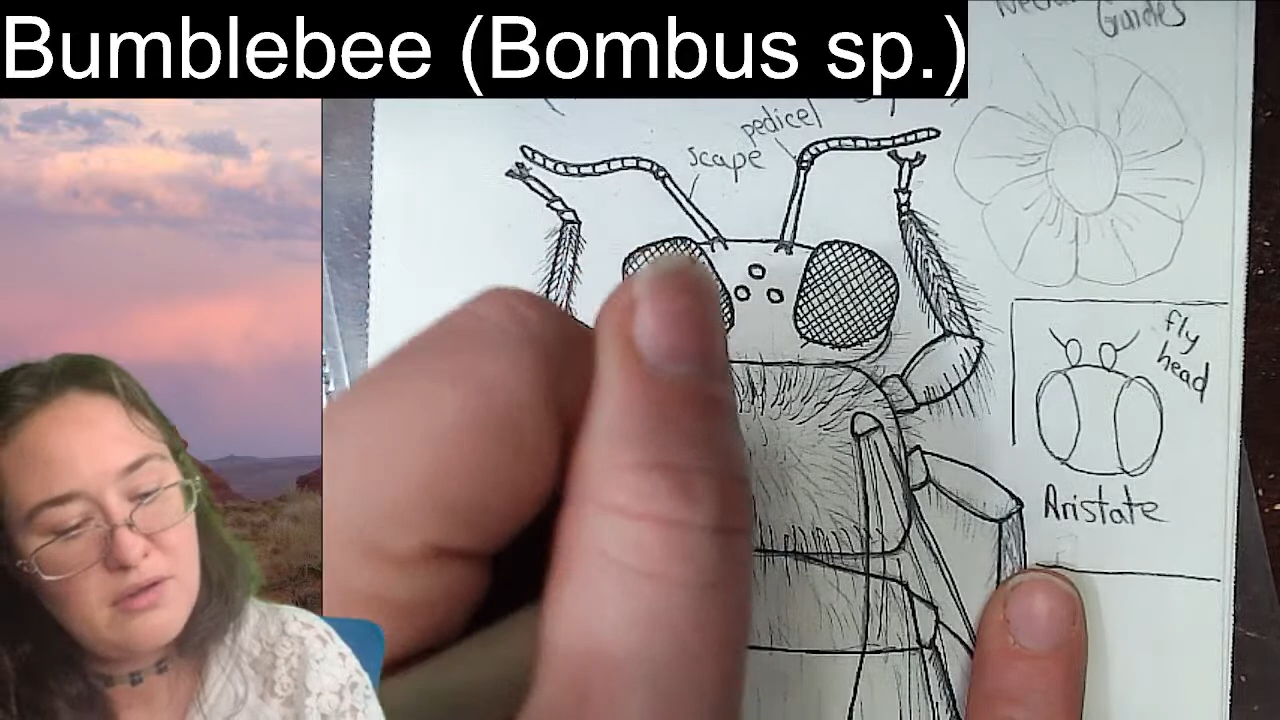 Bumblebee (Bombus sp.)
Guides
pedicel
scape
fly
head
Aristate